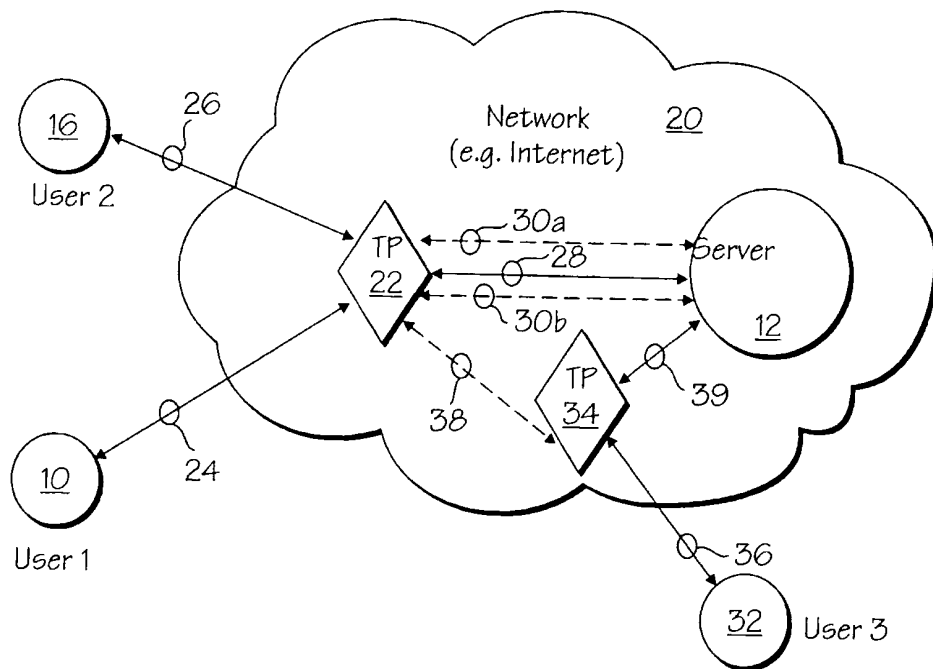 Network
(e.g. Internet)
20
26
16
User 2
30a
TP
22
28
Server
30b
12
TP
34
38
39
24
10
User 1
36
32
User 3